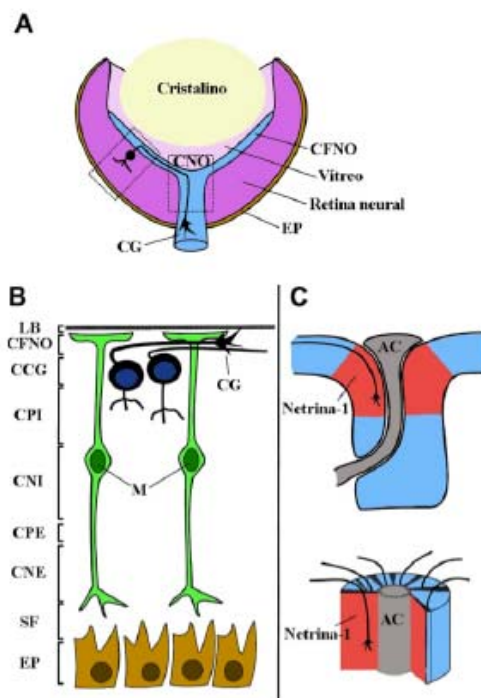 A
Cristalino
CNO
CFNO
Vítreo
Retina neural
EP
CG
B
LB
CFNO
CCG
CG
CPI
M
CNI
CPE
CNE
SF
EP
C
AC
Netrina-1
Netrina-1
AC